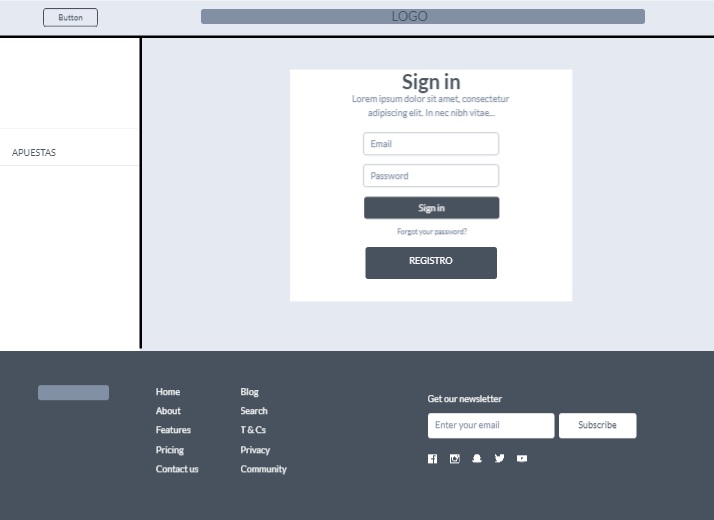 Button
LOGO
APUESTAS
Sign in
Lorem ipsum dolor sit amet, consectetur
adipiscing elit. In nec nibh vitae...
Email
Password
Sign in
Forgot your password?
REGISTRO
Home
About
Features
Pricing
Contact us
Blog
Search
T & Cs
Privacy
Community
Get our newsletter
Enter your email
Subscribe